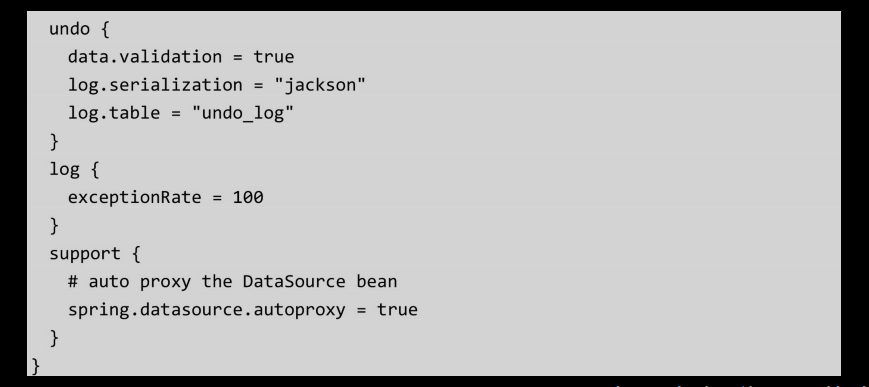 undo {
data.validation = true
log.serialization = "jackson"
log.table = "undo_log"
}
log {
exceptionRate = 100
}
support {
# auto proxy the DataSource bean
spring.datasource.autoproxy = true
}
}